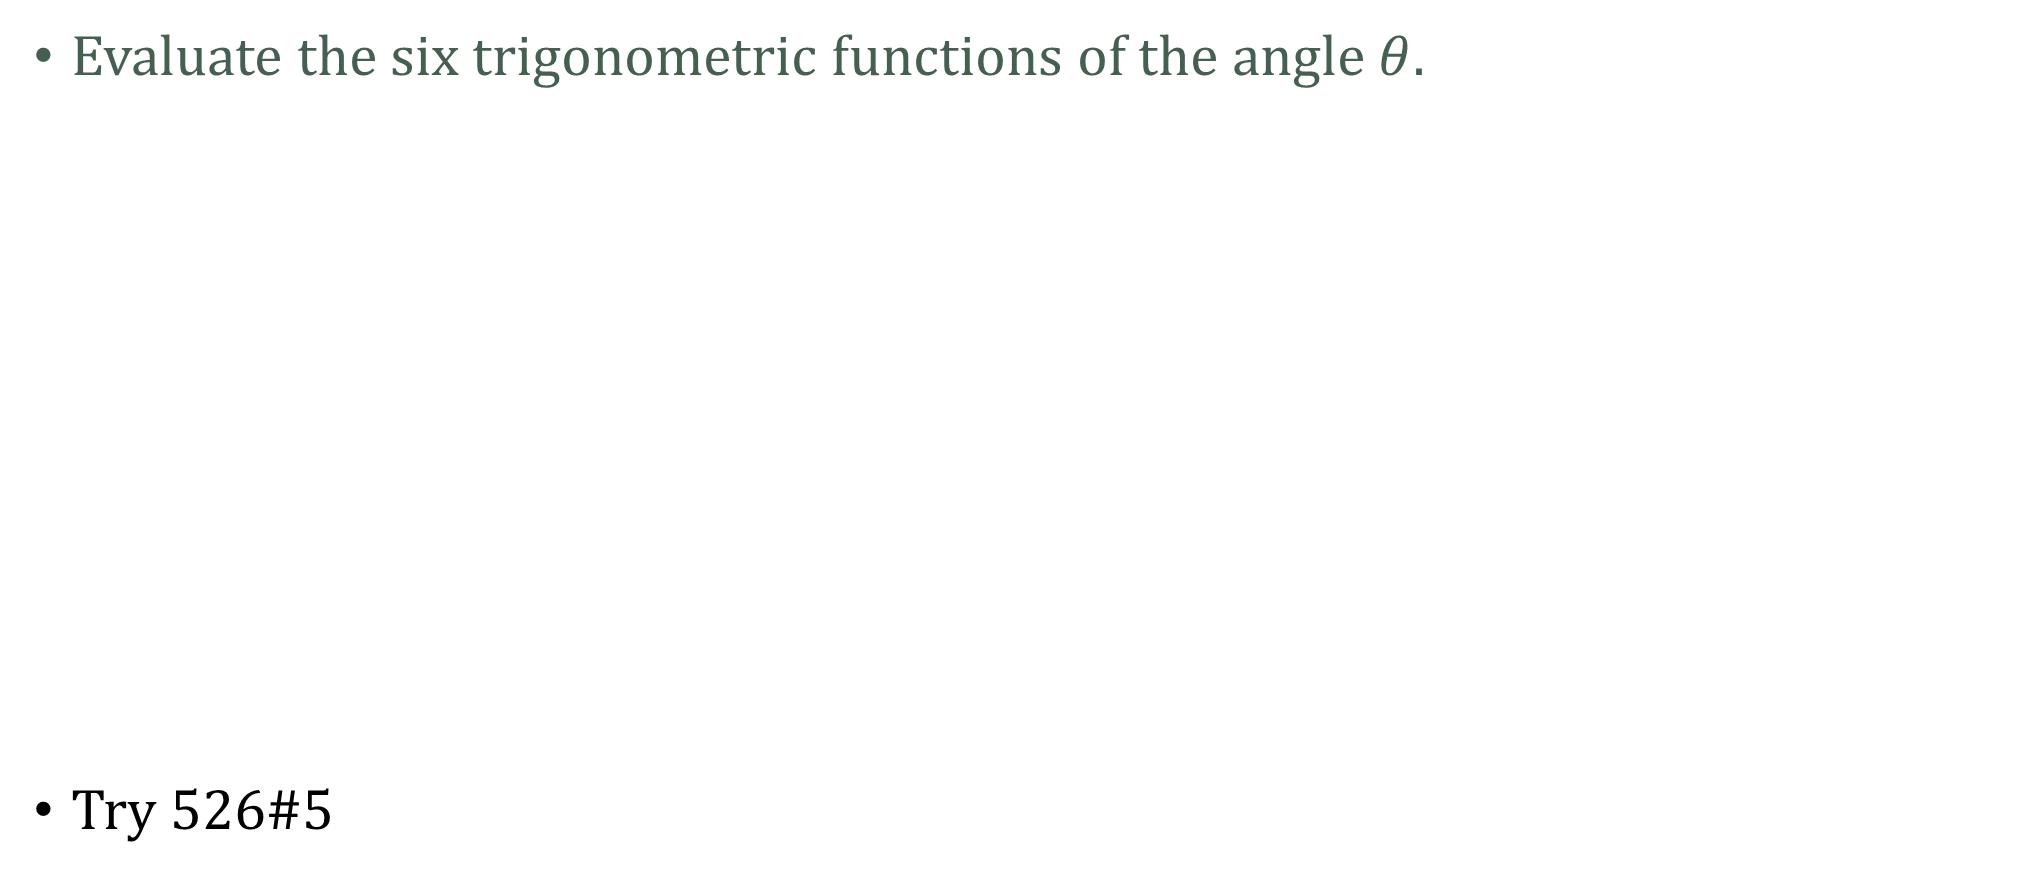 • Evaluate the six trigonometric functions of the angle θ.
• Try 526#5